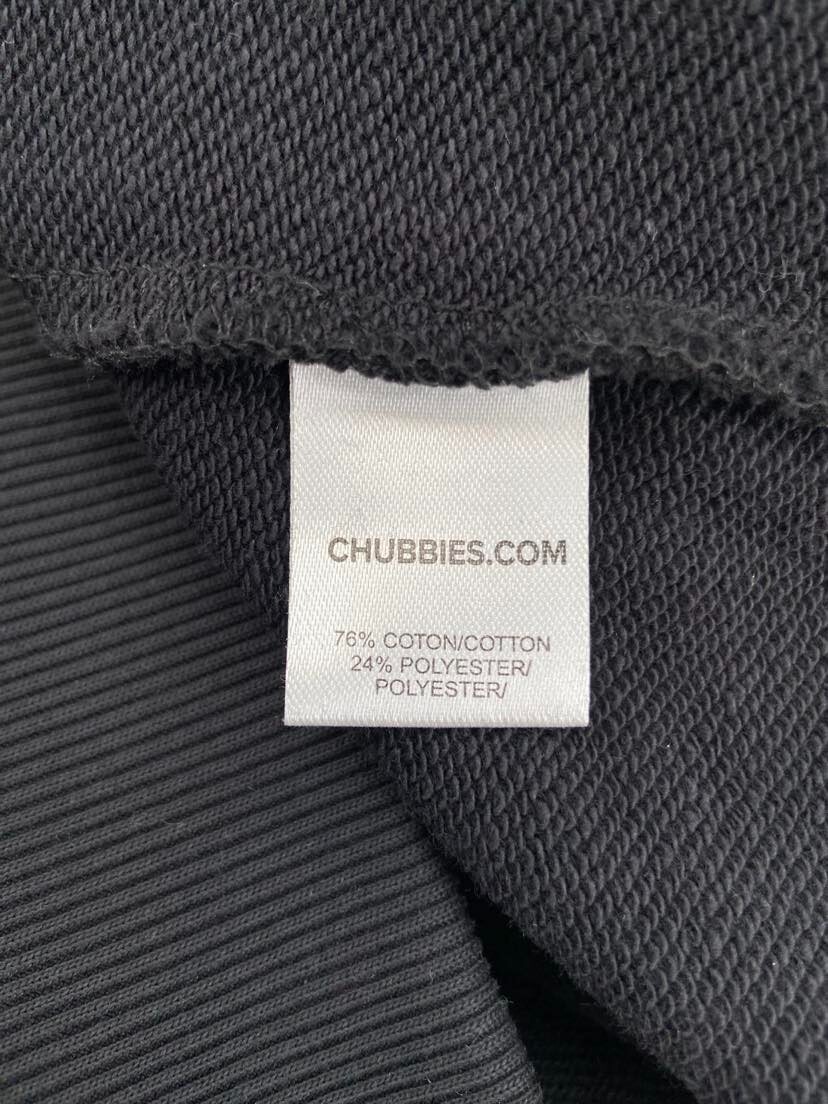 CHUBBIES.COM
76% COTON/COTTON
24% POLYESTER/
POLYESTER/